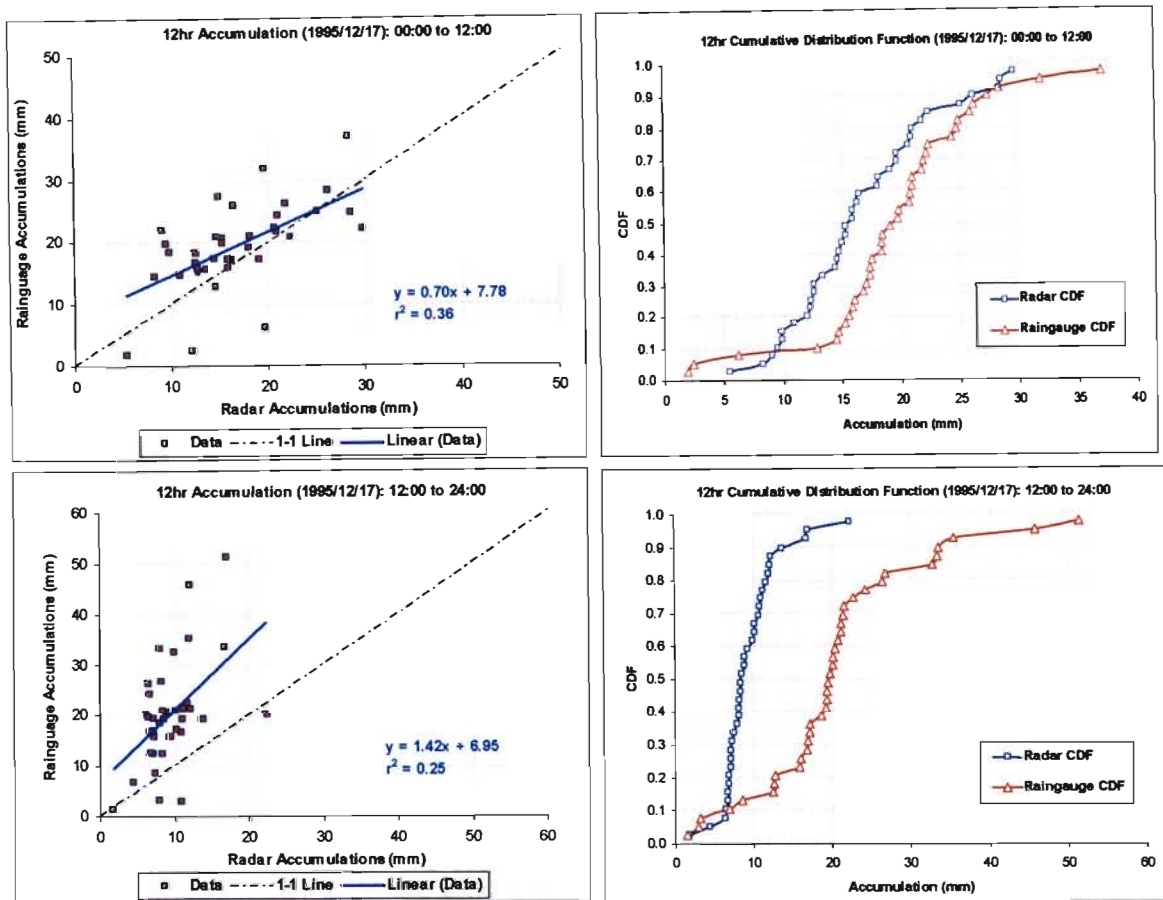 12hr Accumulation (1995/12/17): 00:00 to 12:00
50
40
30
20
10
0
Rainguage Accumulations (mm)
y = 0.70x + 7.78
r² = 0.36
0 10 20 30 40 50
Radar Accumulations (mm)
Data 1-1 Line Linear (Data)
12hr Cumulative Distribution Function (1995/12/17): 00:00 to 12:00
1.0
0.9
0.8
0.7
0.6
0.5
0.4
0.3
0.2
0.1
0.0
CDF
Radar CDF
Raingauge CDF
0 5 10 15 20 25 30 35 40
Accumulation (mm)
12hr Accumulation (1995/12/17): 12:00 to 24:00
60
50
40
30
20
10
0
Rainguage Accumulations (mm)
y = 1.42x + 6.95
r² = 0.25
0 10 20 30 40 50 60
Radar Accumulations (mm)
Data 1-1 Line Linear (Data)
12hr Cumulative Distribution Function (1995/12/17): 12:00 to 24:00
1.0
0.9
0.8
0.7
0.6
0.5
0.4
0.3
0.2
0.1
0.0
CDF
Radar CDF
Raingauge CDF
0 10 20 30 40 50 60
Accumulation (mm)